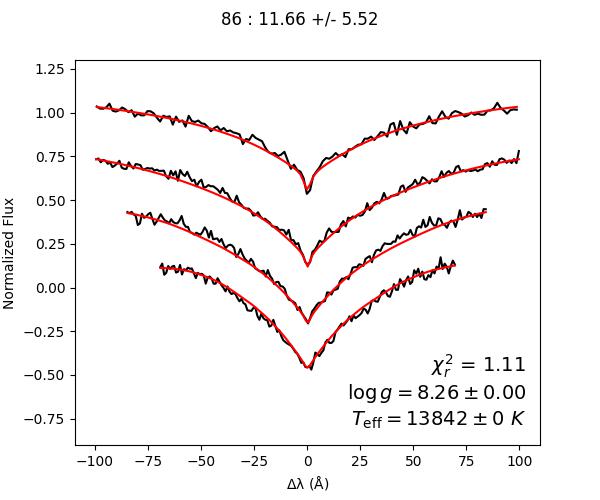 86 : 11.66 +/- 5.52
Normalized Flux
1.25
1.00
0.75
0.50
0.25
0.00
−0.25
−0.50
−0.75
χ²ᵣ = 1.11
log g = 8.26 ± 0.00
T_eff = 13842 ± 0 K
−100 −75 −50 −25 0 25 50 75 100
Δλ (Å)